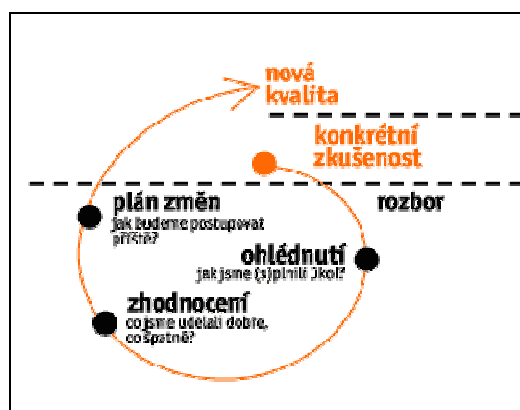 nová
kvalita
konkrétní
zkušenost
rozbor
plán změn
jak budeme postupovat
příště?
ohlédnutí
jak jsme (s)plnili úkol?
zhodnocení
co jsme udělali dobře,
co špatně?